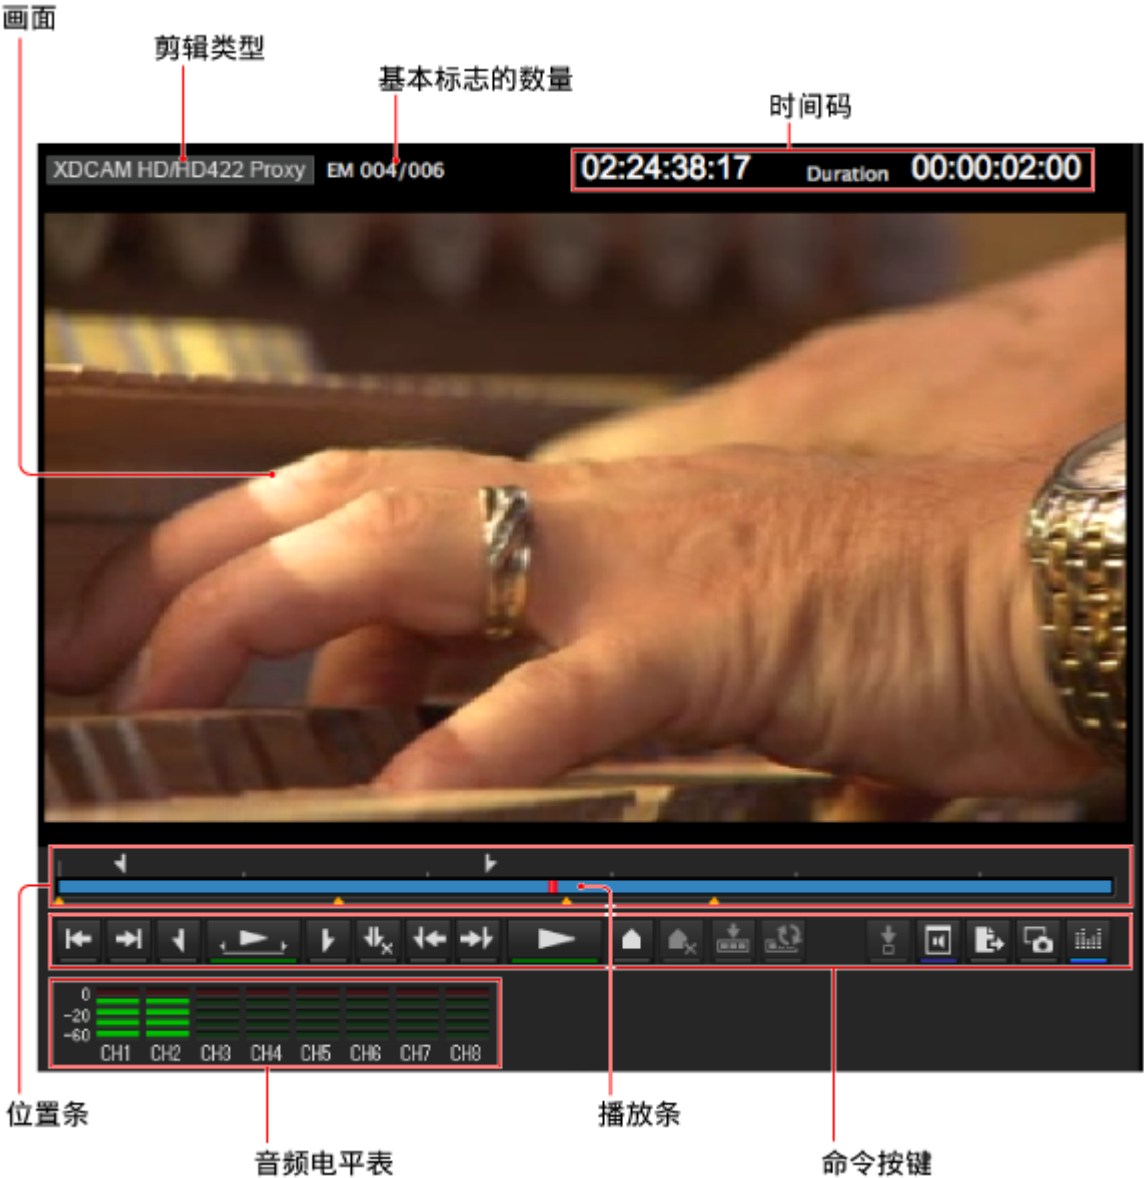 画面
剪辑类型
基本标志的数量
时间码
XDCAM HD/HD422 Proxy EM 004/006 02:24:38:17 Duration 00:00:02:00
0
-20
-60
CH1 CH2 CH3 CH4 CH5 CH6 CH7 CH8
位置条
播放条
音频电平表
命令按键